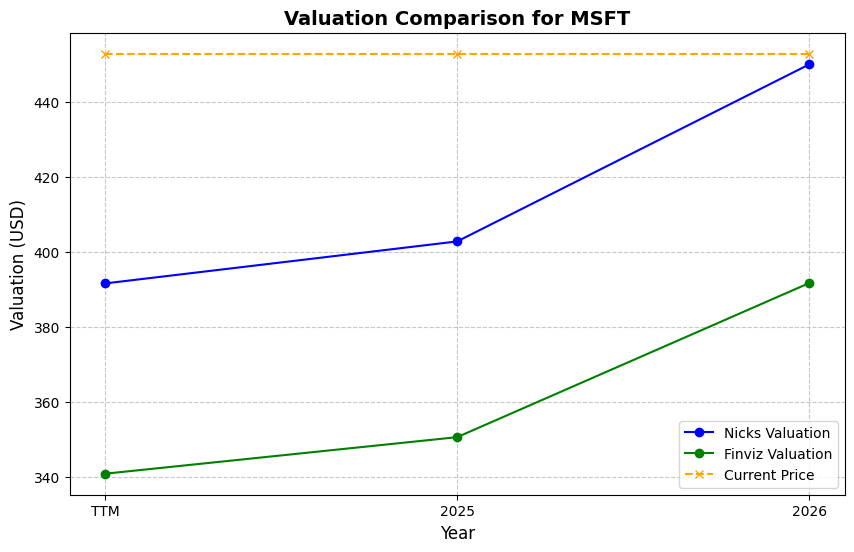 Valuation Comparison for MSFT
Valuation (USD)
440
420
400
380
360
340
TTM
2025
2026
Year
Nicks Valuation
Finviz Valuation
Current Price